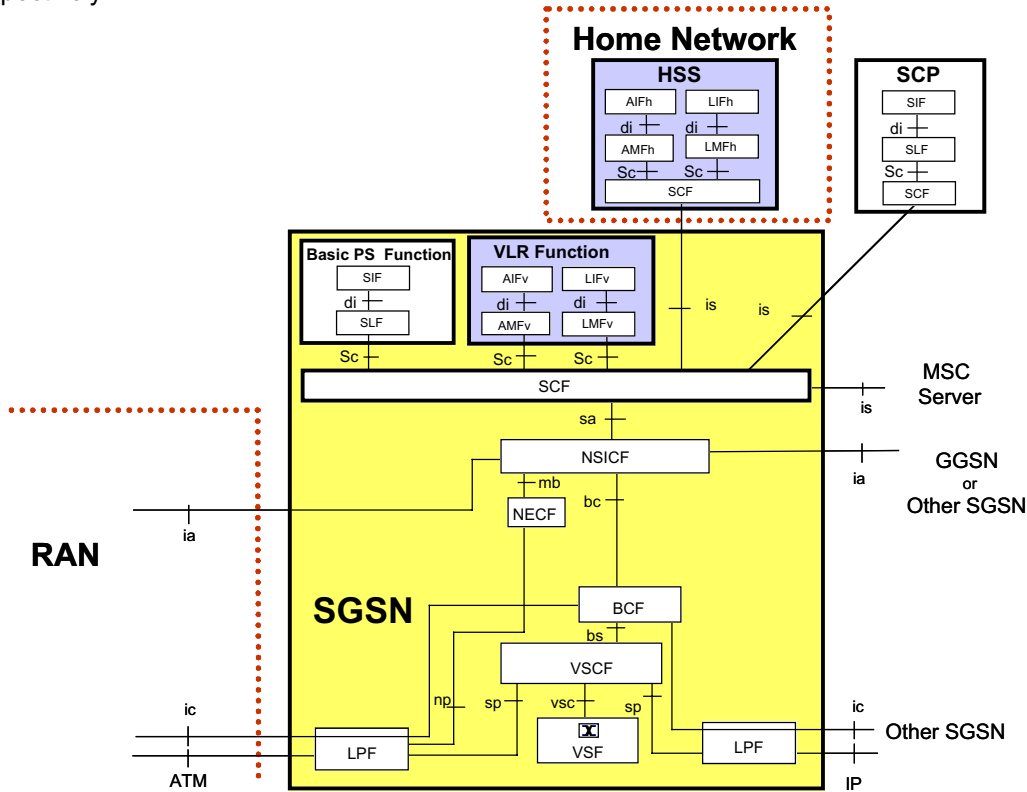 Home Network
HSS
SCP
AIFh
LIFh
SIF
di
di
di
AMFh
LMFh
SLF
Sc
Sc
Sc
SCF
SCF
Basic PS Function
VLR Function
SIF
AIFv
LIFv
di
di
di
is
is
SLF
AMFv
LMFv
Sc
Sc
Sc
SCF
MSC
Server
is
sa
NSICF
GGSN
or
Other SGSN
ia
mb
bc
NECF
ia
RAN
SGSN
BCF
bs
VSCF
np
sp
vsc
sp
ic
ic
Other SGSN
LPF
VSF
LPF
ATM
IP